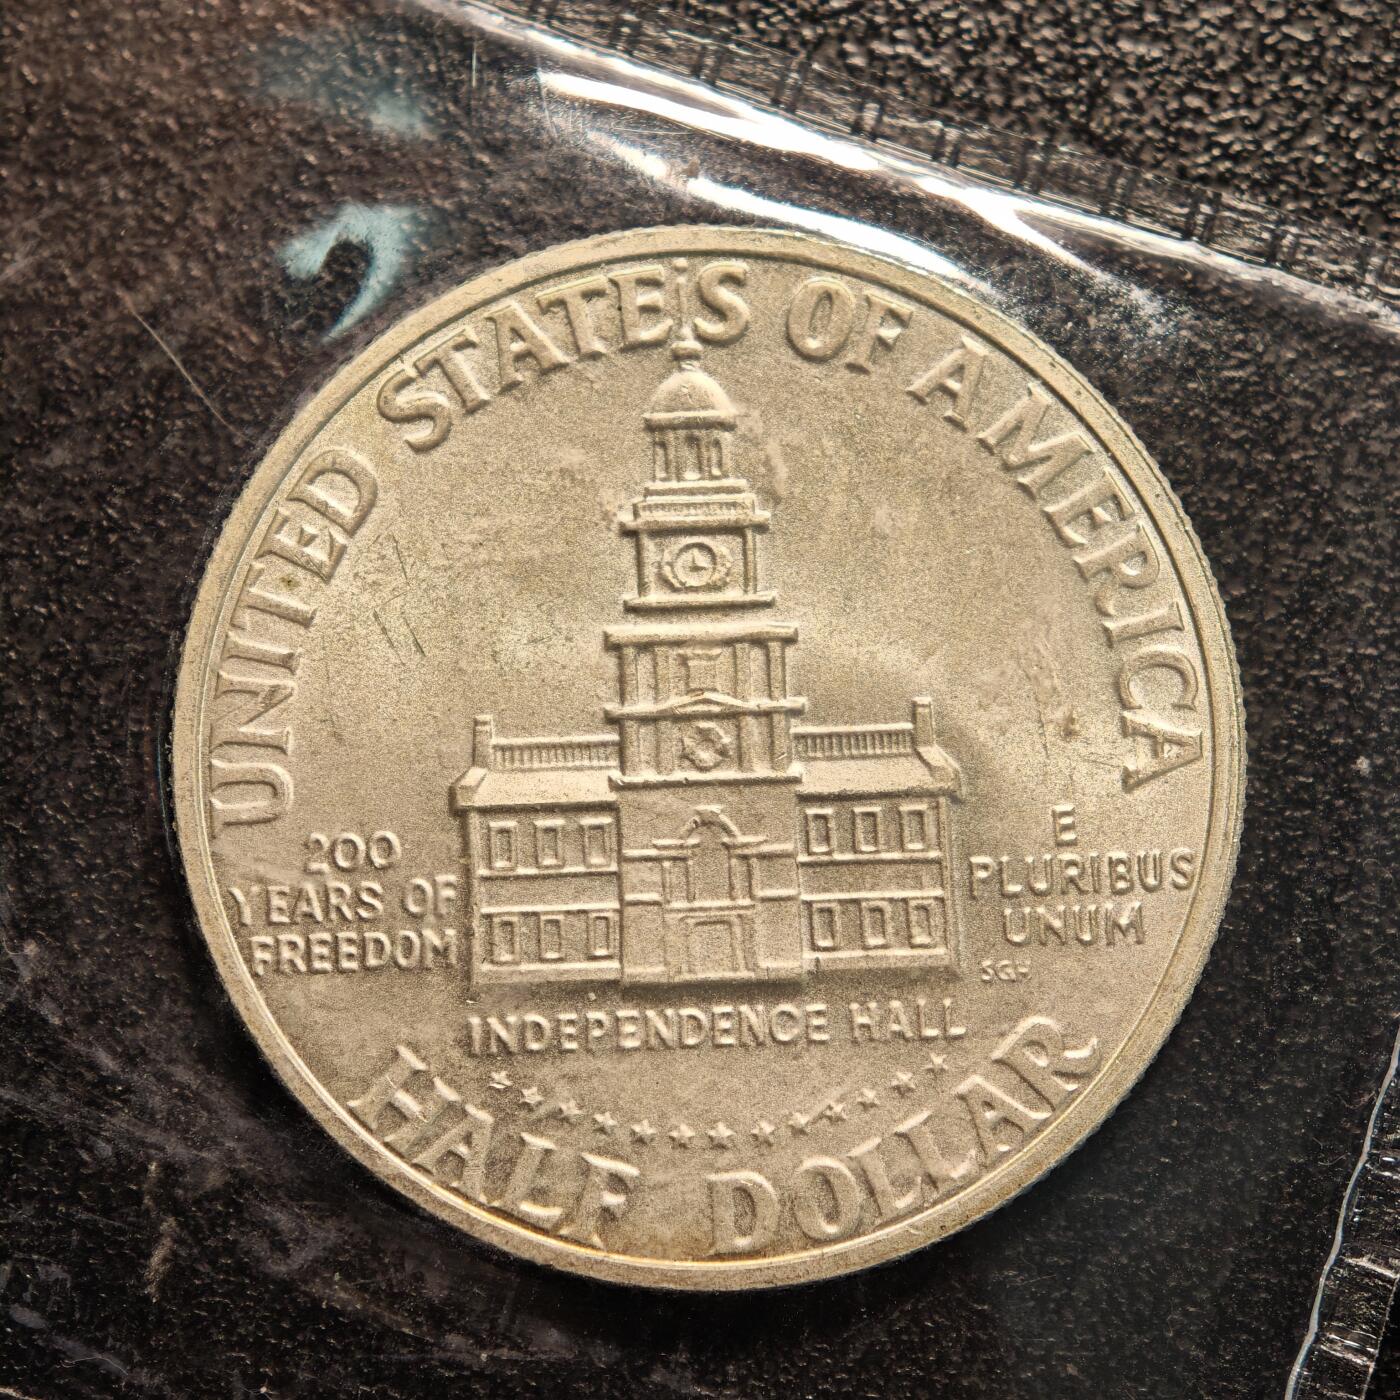 UNITED STATES OF AMERICA
200
YEARS OF
FREEDOM
E
PLURIBUS
UNUM
SGH
INDEPENDENCE HALL
HALF DOLLAR